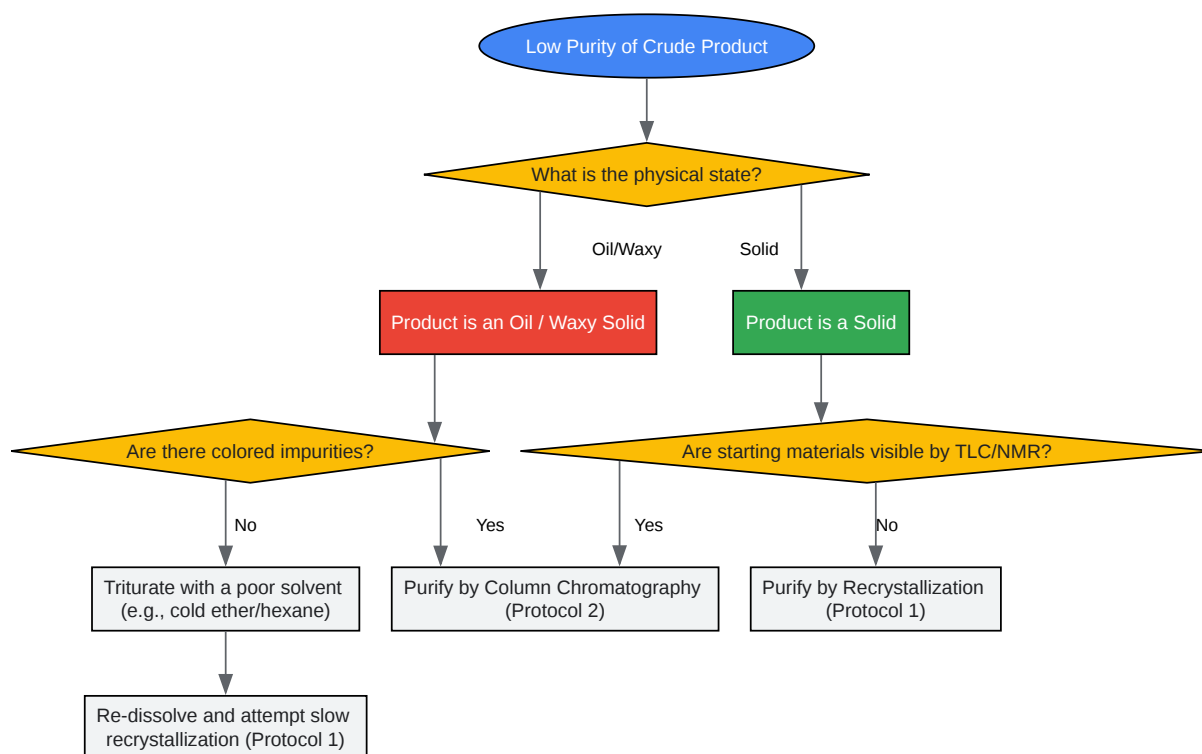 Low Purity of Crude Product
What is the physical state?
Oil/Waxy
Solid
Product is an Oil / Waxy Solid
Product is a Solid
Are there colored impurities?
Are starting materials visible by TLC/NMR?
No
Yes
Yes
No
Triturate with a poor solvent
(e.g., cold ether/hexane)
Purify by Column Chromatography
(Protocol 2)
Purify by Recrystallization
(Protocol 1)
Re-dissolve and attempt slow
recrystallization (Protocol 1)